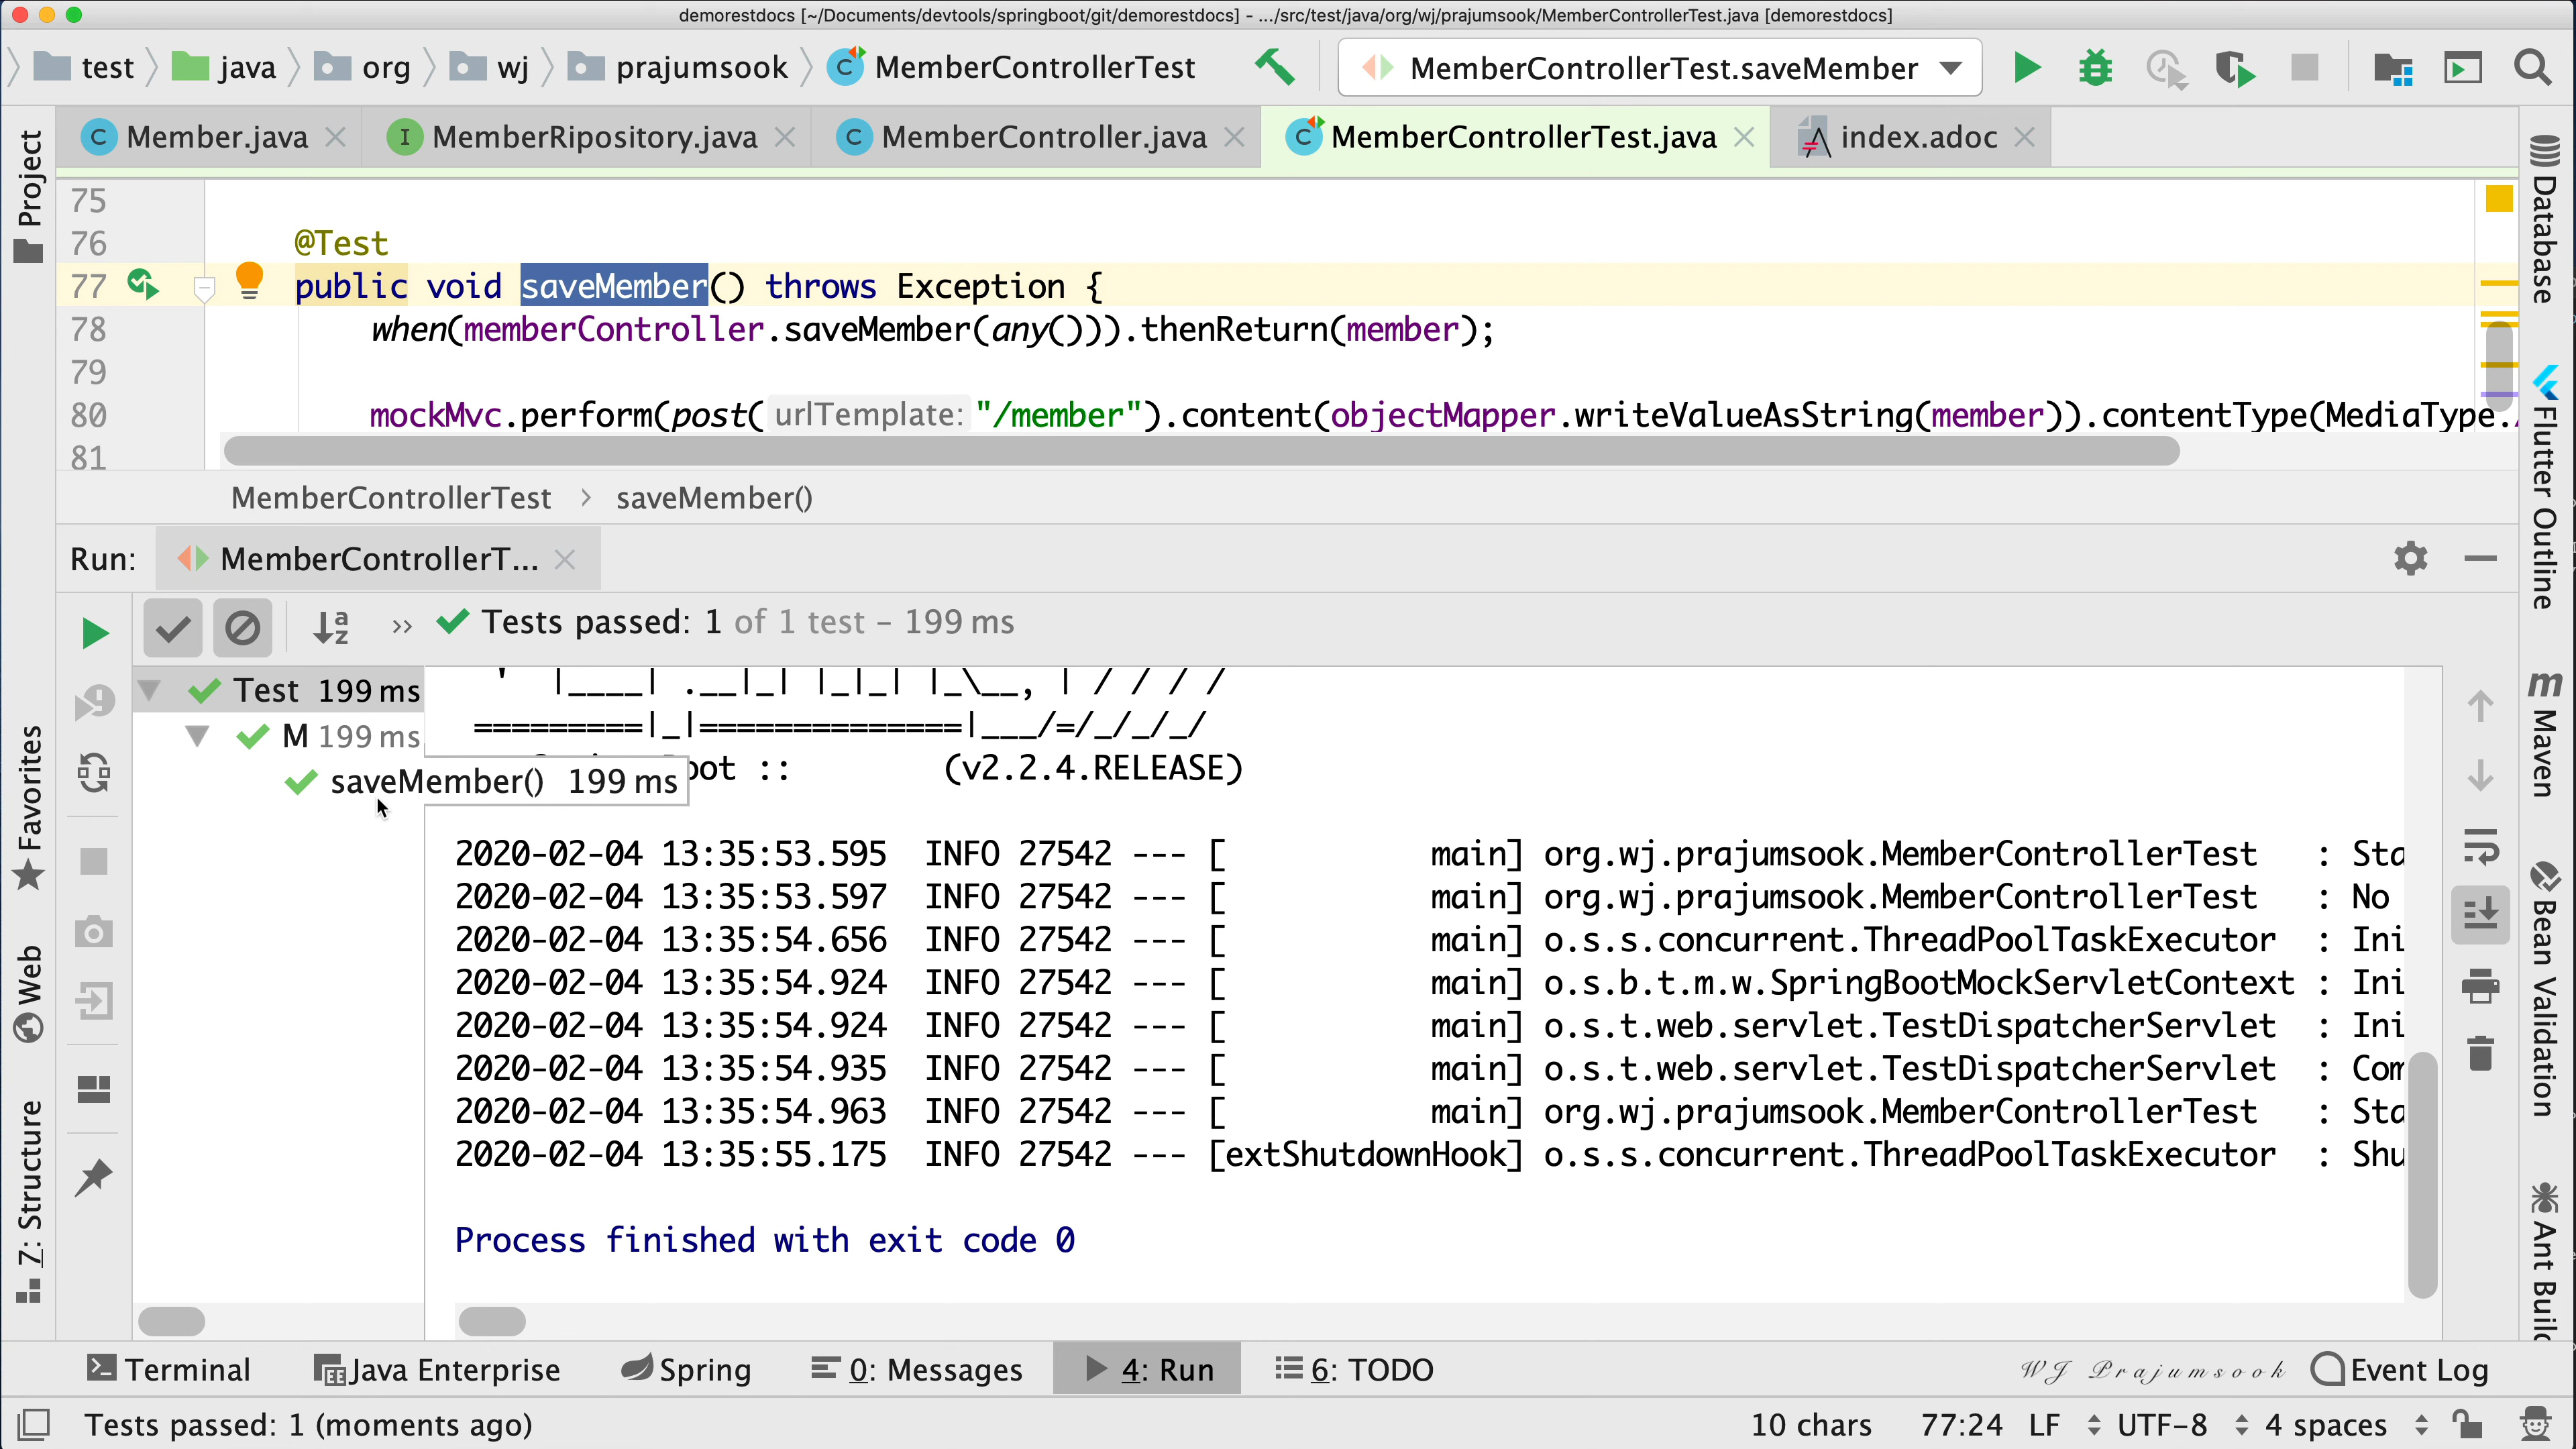 demorestdocs [~/Documents/devtools/springboot/git/demorestdocs] - .../src/test/java/org/wj/prajumsook/MemberControllerTest.java [demorestdocs]
test java org wj prajumsook MemberControllerTest MemberControllerTest.saveMember
Member.java MemberRipository.java MemberController.java MemberControllerTest.java index.adoc
75
76 @Test
77 public void saveMember() throws Exception {
78 when(memberController.saveMember(any())).thenReturn(member);
79
80 mockMvc.perform(post( urlTemplate: "/member").content(objectMapper.writeValueAsString(member)).contentType(MediaType.
81
MemberControllerTest › saveMember()
Run: MemberControllerT...
» Tests passed: 1 of 1 test – 199 ms
Test 199 ms
M 199 ms
saveMember() 199 ms
' |____| .__|_| |_|_| |_\__, | / / / /
=========|_|==============|___/=/_/_/_/
oot :: (v2.2.4.RELEASE)
2020-02-04 13:35:53.595 INFO 27542 --- [ main] org.wj.prajumsook.MemberControllerTest : Sta
2020-02-04 13:35:53.597 INFO 27542 --- [ main] org.wj.prajumsook.MemberControllerTest : No
2020-02-04 13:35:54.656 INFO 27542 --- [ main] o.s.s.concurrent.ThreadPoolTaskExecutor : Ini
2020-02-04 13:35:54.924 INFO 27542 --- [ main] o.s.b.t.m.w.SpringBootMockServletContext : Ini
2020-02-04 13:35:54.924 INFO 27542 --- [ main] o.s.t.web.servlet.TestDispatcherServlet : Ini
2020-02-04 13:35:54.935 INFO 27542 --- [ main] o.s.t.web.servlet.TestDispatcherServlet : Com
2020-02-04 13:35:54.963 INFO 27542 --- [ main] org.wj.prajumsook.MemberControllerTest : Sta
2020-02-04 13:35:55.175 INFO 27542 --- [extShutdownHook] o.s.s.concurrent.ThreadPoolTaskExecutor : Shu
Process finished with exit code 0
Project
Favorites
Web
Z: Structure
Database
Flutter Outline
Maven
Bean Validation
Ant Build
Terminal Java Enterprise Spring 0: Messages 4: Run 6: TODO WJ Prajumsook Event Log
Tests passed: 1 (moments ago) 10 chars 77:24 LF UTF-8 4 spaces